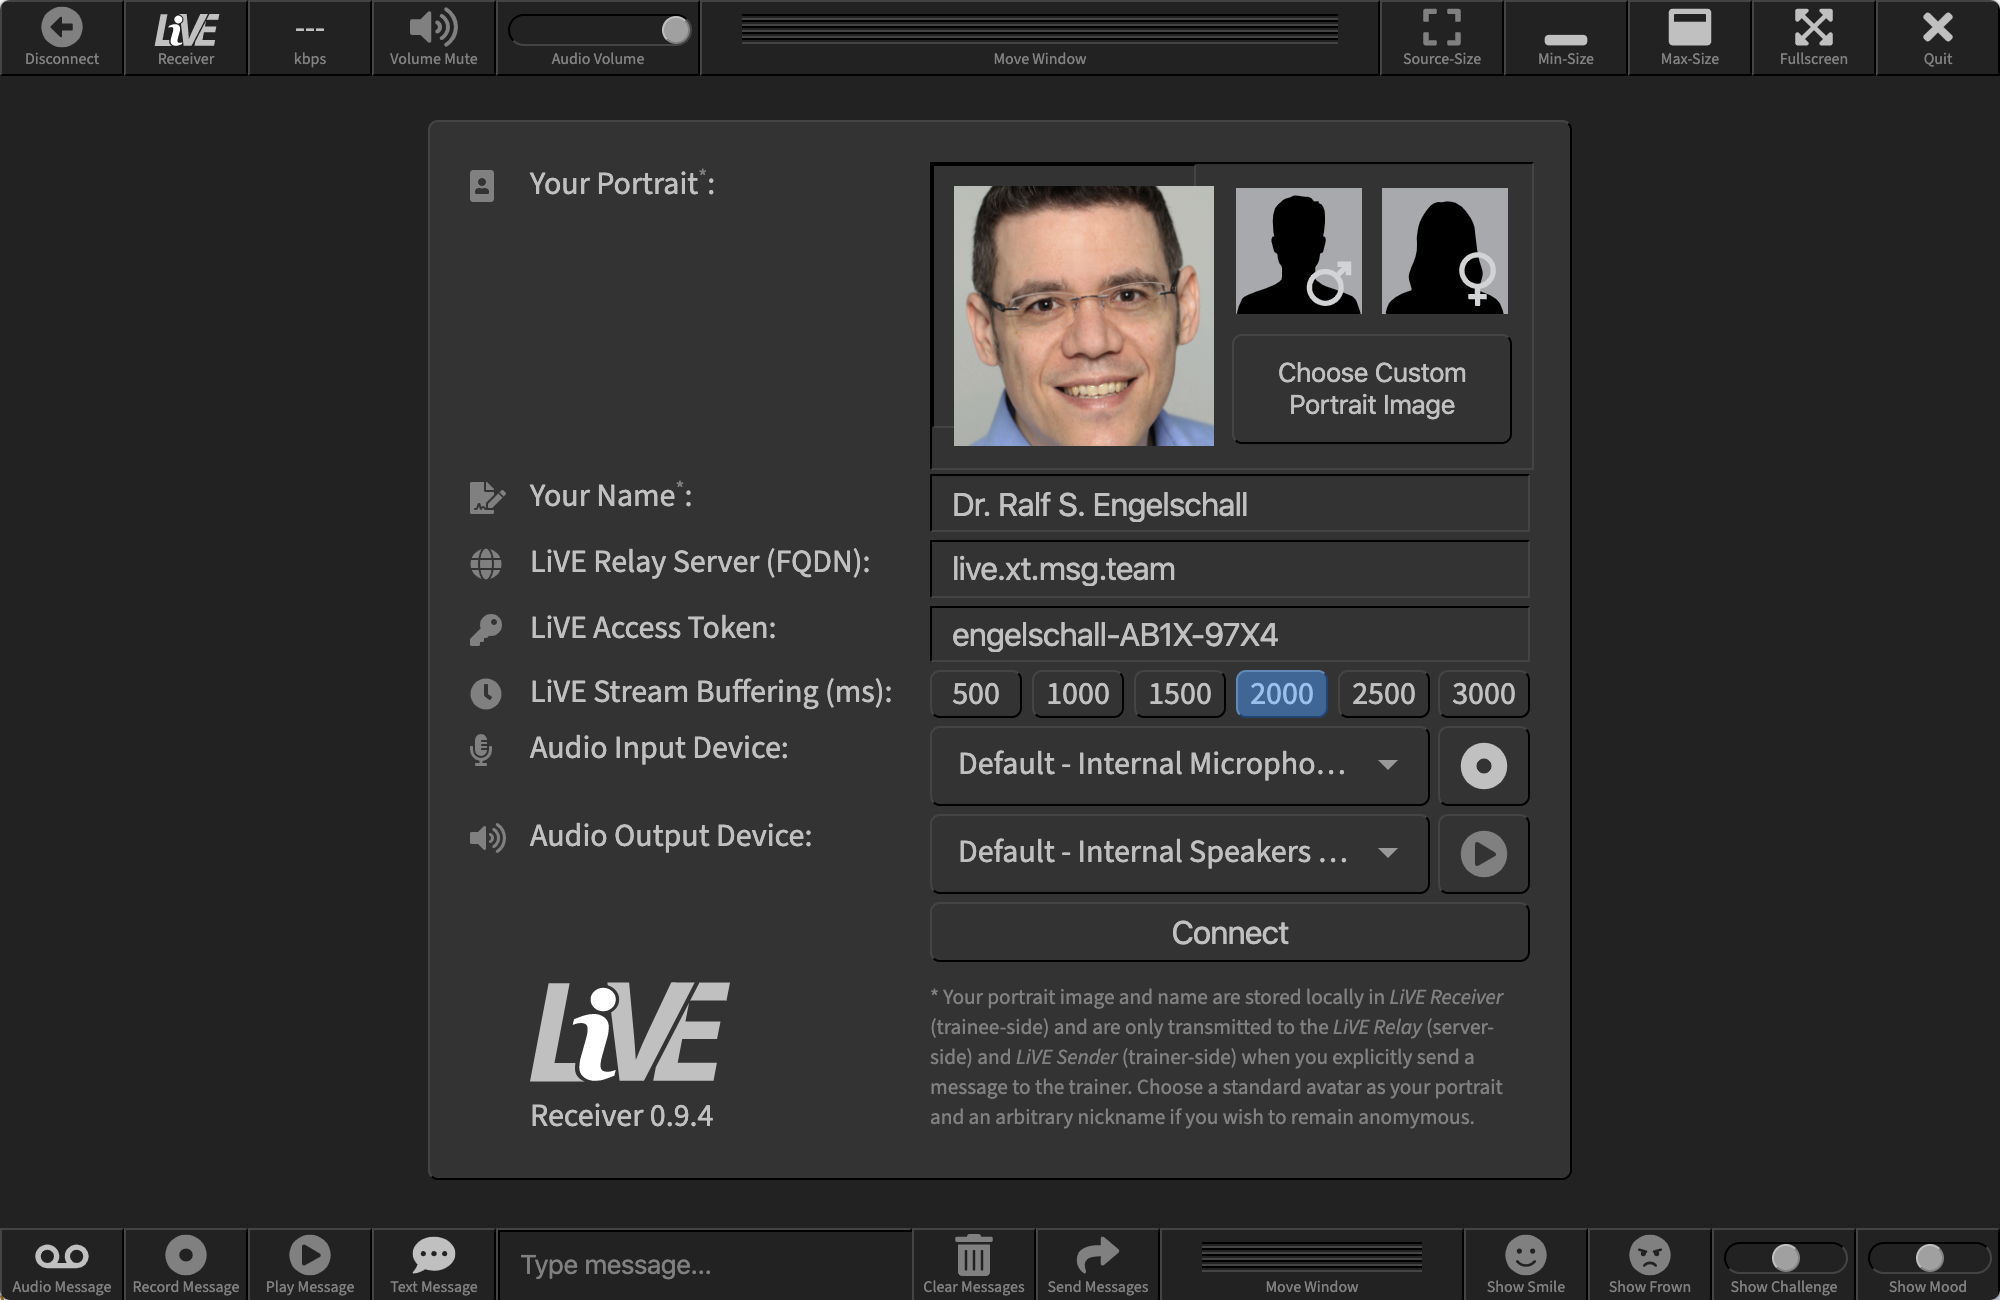 Disconnect
LiVE
Receiver
---
kbps
Volume Mute
Audio Volume
Move Window
Source-Size
Min-Size
Max-Size
Fullscreen
Quit
Your Portrait*:
Choose Custom
Portrait Image
Your Name*:
Dr. Ralf S. Engelschall
LiVE Relay Server (FQDN):
live.xt.msg.team
LiVE Access Token:
engelschall-AB1X-97X4
LiVE Stream Buffering (ms):
500 1000 1500 2000 2500 3000
Audio Input Device:
Default - Internal Micropho...
Audio Output Device:
Default - Internal Speakers ...
Connect
LiVE
Receiver 0.9.4
* Your portrait image and name are stored locally in LiVE Receiver
(trainee-side) and are only transmitted to the LiVE Relay (server-
side) and LiVE Sender (trainer-side) when you explicitly send a
message to the trainer. Choose a standard avatar as your portrait
and an arbitrary nickname if you wish to remain anomymous.
Audio Message
Record Message
Play Message
Text Message
Type message...
Clear Messages
Send Messages
Move Window
Show Smile
Show Frown
Show Challenge
Show Mood